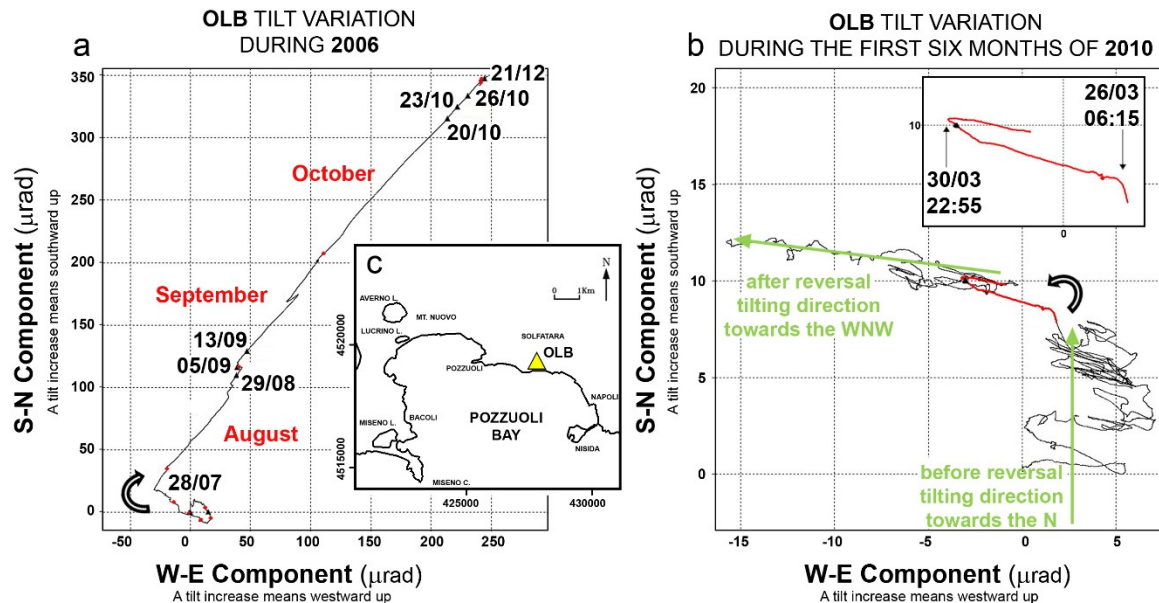 OLB TILT VARIATION
DURING 2006
a
S-N Component (μrad)
A tilt increase means southward up
350
300
250
200
150
100
50
0
21/12
23/10
26/10
20/10
October
September
13/09
05/09
29/08
August
28/07
-50
0
50
100
150
200
250
W-E Component (μrad)
A tilt increase means westward up
C
N
0 1Km
AVERNO L.
MT. NUOVO
LUCRINO L.
SOLFATARA
OLB
POZZUOLI
NAPOLI
BACOLI
MISENO L.
POZZUOLI
BAY
NISIDA
MISENO C.
4520000
4515000
425000
430000
OLB TILT VARIATION
DURING THE FIRST SIX MONTHS OF 2010
b
S-N Component (μrad)
A tilt increase means southward up
20
15
10
5
0
26/03
06:15
10
30/03
22:55
0
after reversal
tilting direction
towards the WNW
before reversal
tilting direction
towards the N
-15
-10
-5
0
5
W-E Component (μrad)
A tilt increase means westward up